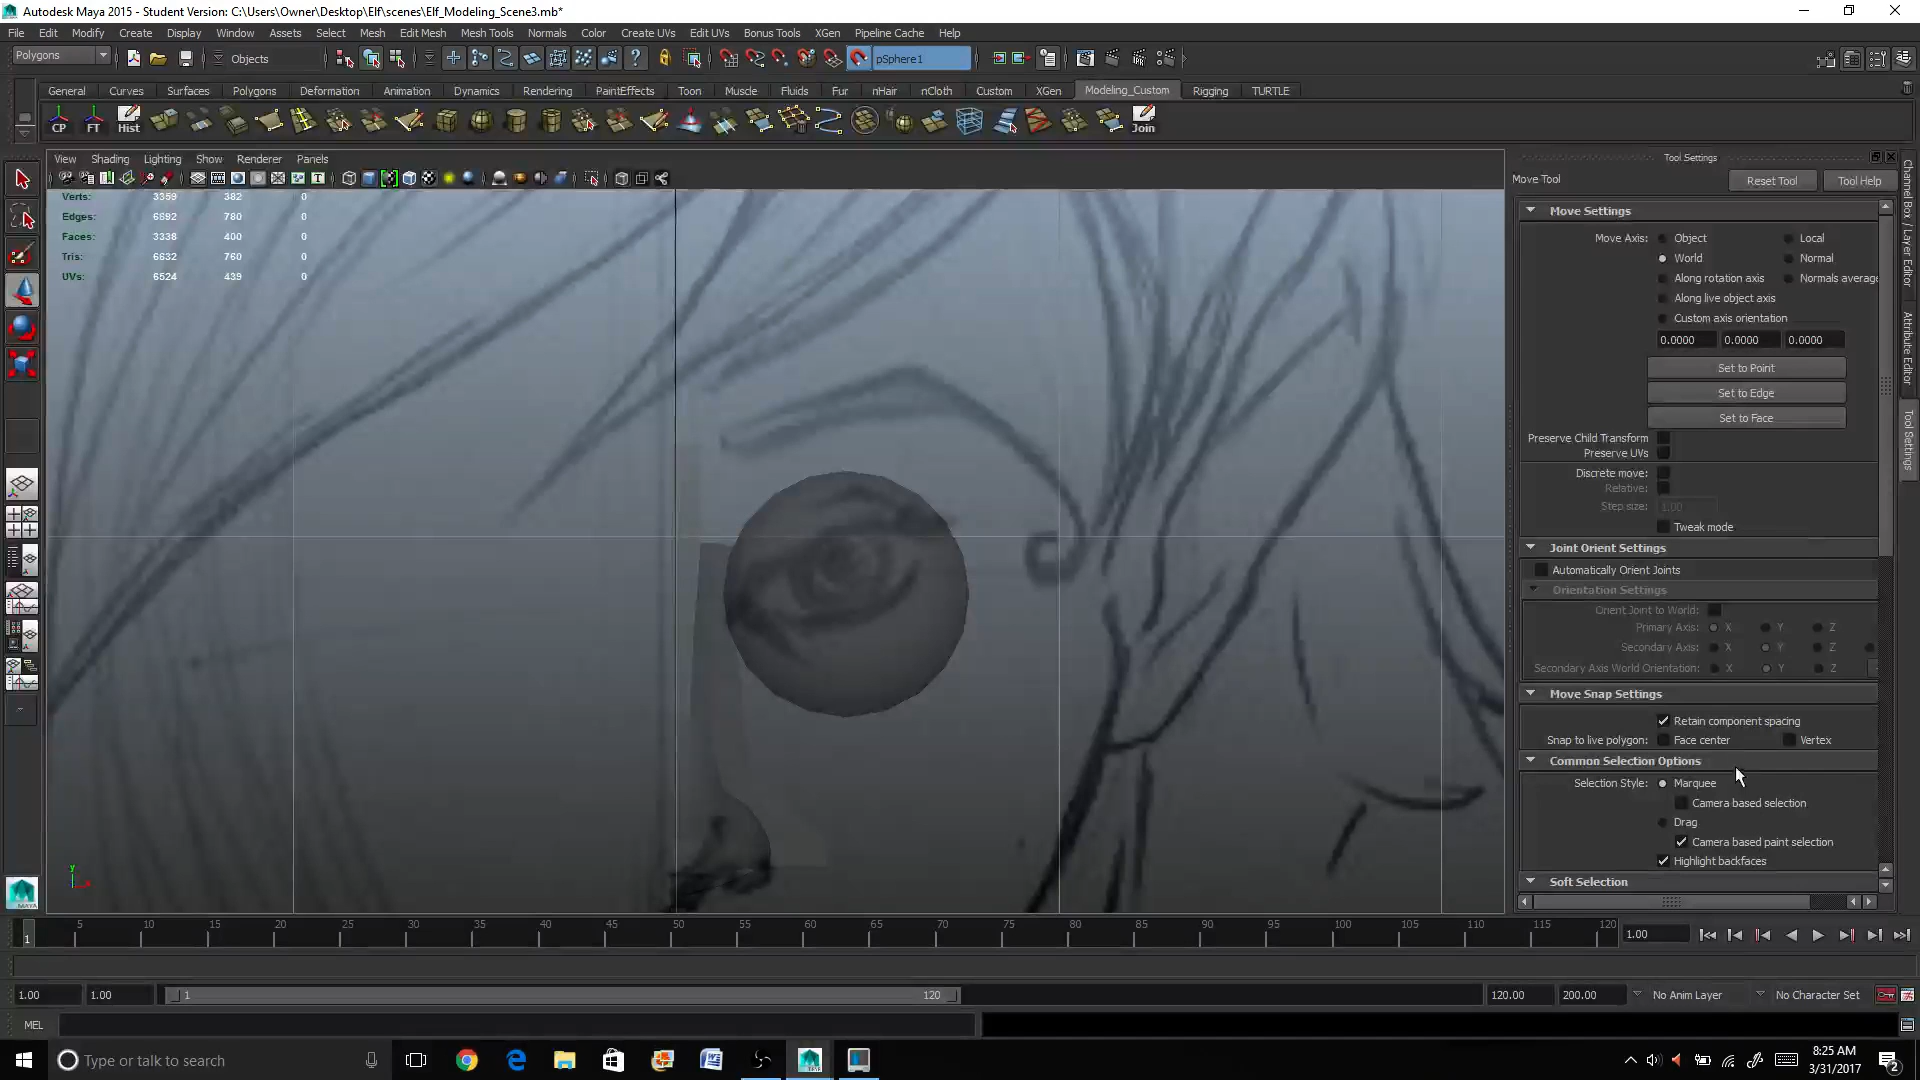 Autodesk Maya 2015 - Student Version: C:\Users\Owner\Desktop\Elf\scenes\Elf_Modeling_Scene3.mb*
File Edit Modify Create Display Window Assets Select Mesh Edit Mesh Mesh Tools Normals Color Create UVs Edit UVs Bonus Tools XGen Pipeline Cache Help
Polygons Objects pSphere1
General Curves Surfaces Polygons Deformation Animation Dynamics Rendering PaintEffects Toon Muscle Fluids Fur nHair nCloth Custom XGen Modeling_Custom Rigging TURTLE
CP FT Hist Join
View Shading Lighting Show Renderer Panels
Verts: 3359 382 0
Edges: 6692 780 0
Faces: 3338 400 0
Tris: 6632 760 0
UVs: 6524 439 0
Tool Settings
Move Tool Reset Tool Tool Help
Move Settings
Move Axis: Object Local
World Normal
Along rotation axis Normals average
Along live object axis
Custom axis orientation
0.0000 0.0000 0.0000
Set to Point
Set to Edge
Set to Face
Preserve Child Transform
Preserve UVs
Discrete move:
Relative:
Step size: 1.00
Tweak mode
Joint Orient Settings
Automatically Orient Joints
Orientation Settings
Orient Joint to World:
Primary Axis: X Y Z
Secondary Axis: X Y Z
Secondary Axis World Orientation: X Y Z
Move Snap Settings
Retain component spacing
Snap to live polygon: Face center Vertex
Common Selection Options
Selection Style: Marquee
Camera based selection
Drag
Camera based paint selection
Highlight backfaces
Soft Selection
Channel Box / Layer Editor
Attribute Editor
Tool Settings
y
MAYA
1 5 10 15 20 25 30 35 40 45 50 55 60 65 70 75 80 85 90 95 100 105 110 115 120 1.00
1.00 1.00 1 120 120.00 200.00 No Anim Layer No Character Set
MEL
Type or talk to search
8:25 AM
3/31/2017
2